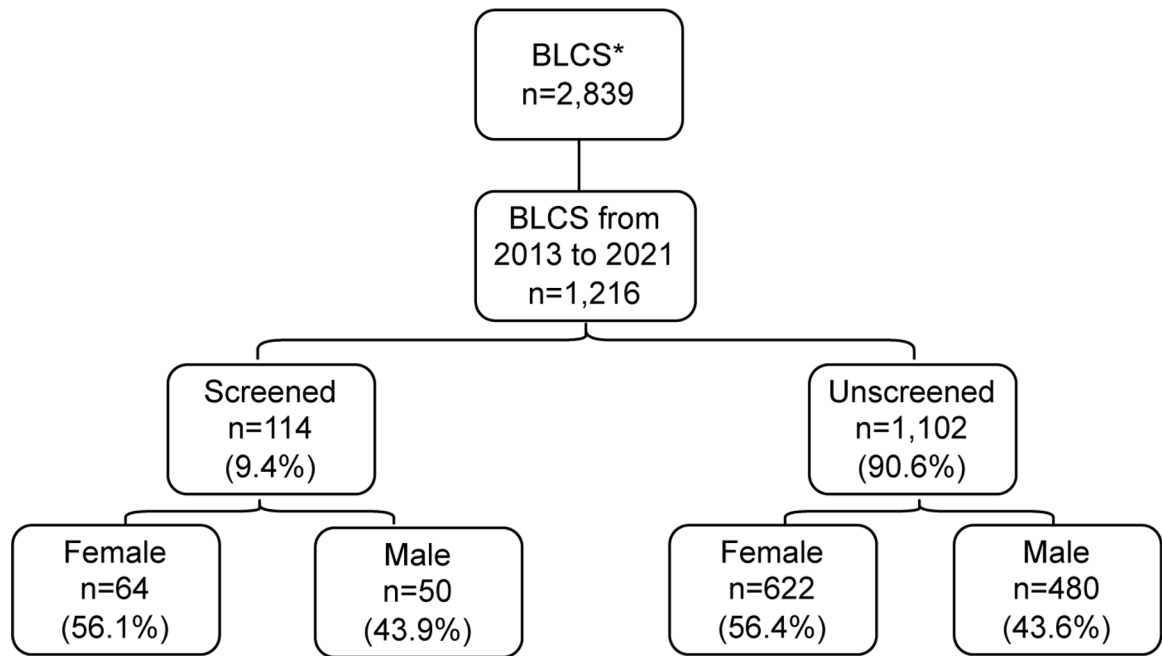 BLCS*
n=2,839
BLCS from
2013 to 2021
n=1,216
Screened
n=114
(9.4%)
Unscreened
n=1,102
(90.6%)
Female
n=64
(56.1%)
Male
n=50
(43.9%)
Female
n=622
(56.4%)
Male
n=480
(43.6%)